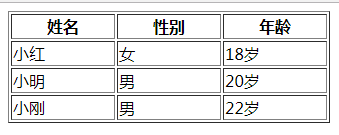 姓名 性别 年龄
小红 女 18岁
小明 男 20岁
小刚 男 22岁